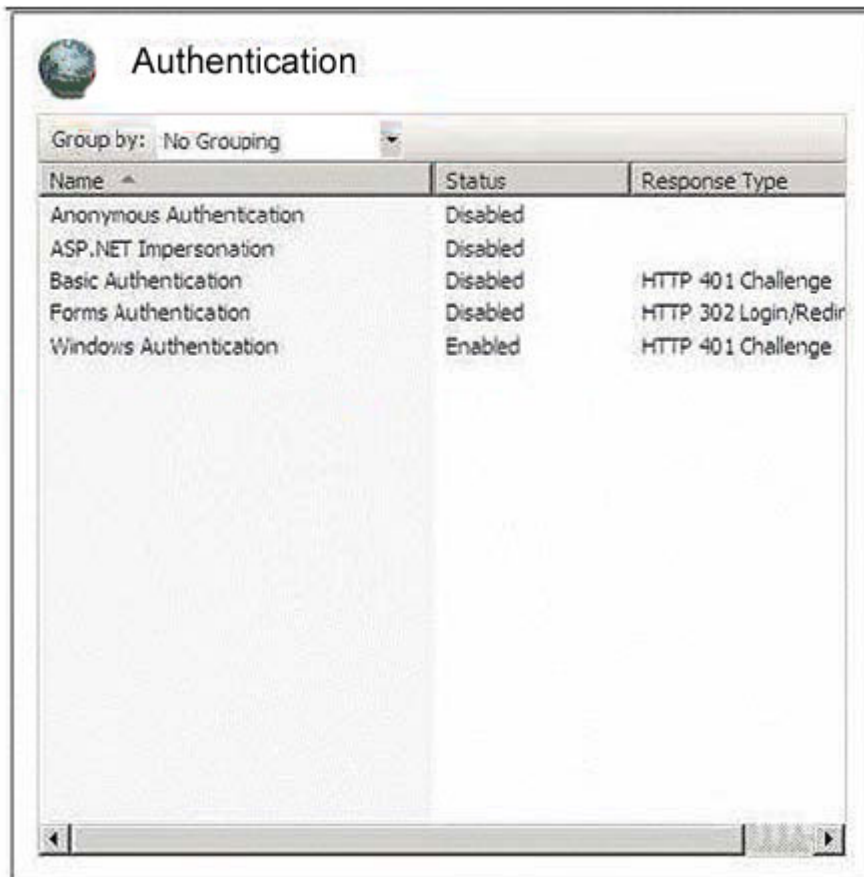 Authentication
Group by: No Grouping
Name Status Response Type
Anonymous Authentication Disabled
ASP.NET Impersonation Disabled
Basic Authentication Disabled HTTP 401 Challenge
Forms Authentication Disabled HTTP 302 Login/Redir
Windows Authentication Enabled HTTP 401 Challenge